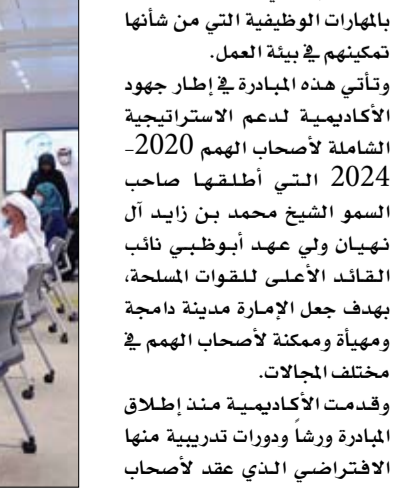 بالمهارات الوظيفية التي من شأنها
تمكينهم في بيئة العمل.
وتأتي هذه المبادرة في إطار جهود
الأكاديمية لدعم الاستراتيجية
الشاملة لأصحاب الهمم 2020-
2024 التي أطلقها صاحب
السمو الشيخ محمد بن زايد آل
نهيان ولي عهد أبوظبي نائب
القائد الأعلى للقوات المسلحة،
بهدف جعل الإمارة مدينة دامجة
ومهيأة وممكنة لأصحاب الهمم في
مختلف المجالات.
وقدمت الأكاديمية منذ إطلاق
المبادرة ورشاً ودورات تدريبية منها
الافتراضي الذي عقد لأصحاب